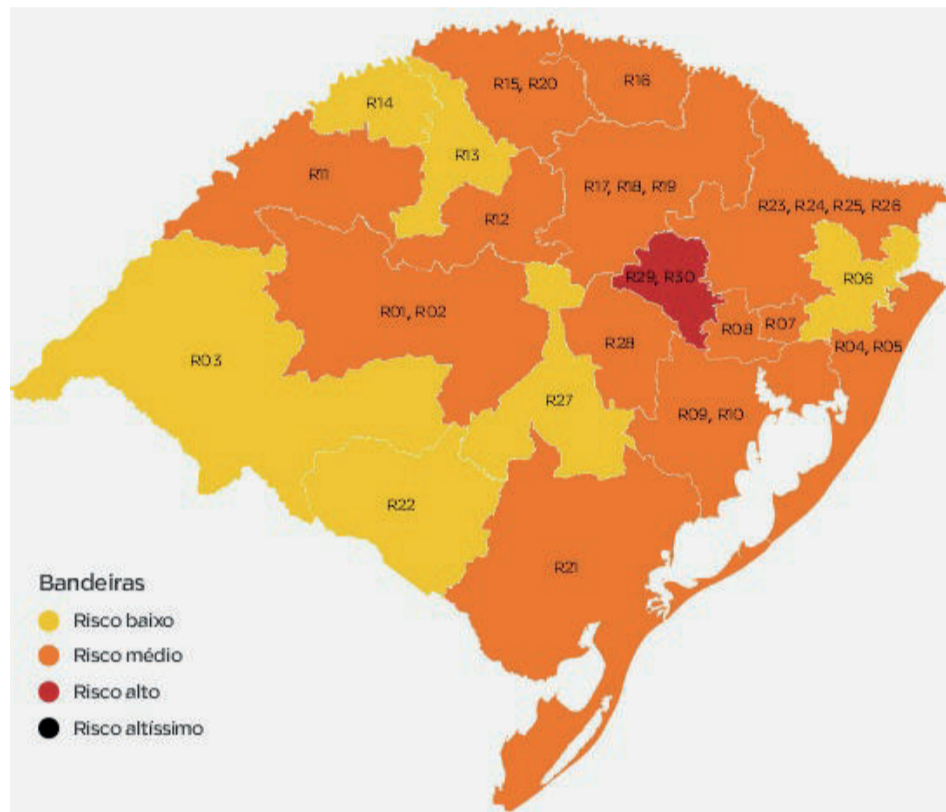 R15, R20
R16
R14
R13
R11
R17, R18, R19
R12
R23, R24, R25, R26
R29, R30
R06
R01, R02
R08
R07
R28
R04, R05
R03
R27
R09, R10
R22
R21
Bandeiras
Risco baixo
Risco médio
Risco alto
Risco altíssimo